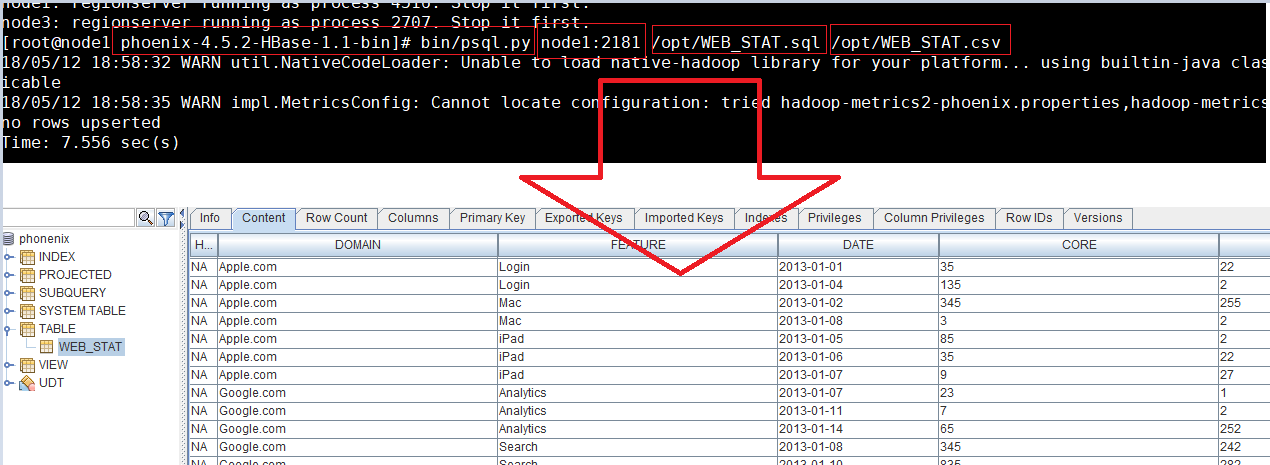 node1: regionserver running as process 4510. Stop it first.
node3: regionserver running as process 2707. Stop it first.
[root@node1 phoenix-4.5.2-HBase-1.1-bin]# bin/psql.py node1:2181 /opt/WEB_STAT.sql /opt/WEB_STAT.csv
18/05/12 18:58:32 WARN util.NativeCodeLoader: Unable to load native-hadoop library for your platform... using builtin-java clas
icable
18/05/12 18:58:35 WARN impl.MetricsConfig: Cannot locate configuration: tried hadoop-metrics2-phoenix.properties,hadoop-metrics
no rows upserted
Time: 7.556 sec(s)
Info Content Row Count Columns Primary Key Exported Keys Imported Keys Indexes Privileges Column Privileges Row IDs Versions
phonenix
INDEX
PROJECTED
SUBQUERY
SYSTEM TABLE
TABLE
WEB_STAT
VIEW
UDT
H... DOMAIN FEATURE DATE CORE
NA Apple.com Login 2013-01-01 35 22
NA Apple.com Login 2013-01-04 135 2
NA Apple.com Mac 2013-01-02 345 255
NA Apple.com Mac 2013-01-08 3 2
NA Apple.com iPad 2013-01-05 85 2
NA Apple.com iPad 2013-01-06 35 22
NA Apple.com iPad 2013-01-07 9 27
NA Google.com Analytics 2013-01-07 23 1
NA Google.com Analytics 2013-01-11 7 2
NA Google.com Analytics 2013-01-14 65 252
NA Google.com Search 2013-01-08 345 242
NA Google.com Search 2013-01-10 835 282